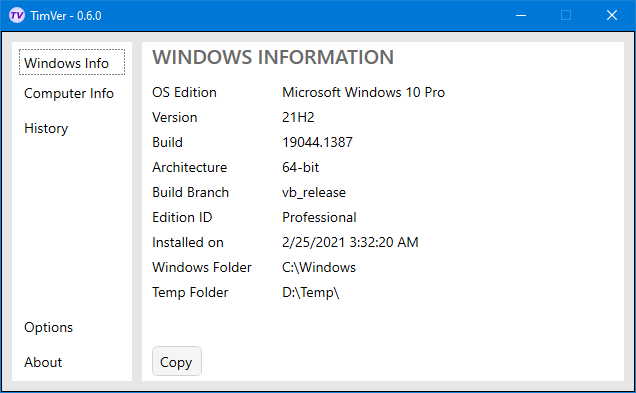 TV TimVer - 0.6.0
Windows Info
Computer Info
History
Options
About
WINDOWS INFORMATION
OS Edition Microsoft Windows 10 Pro
Version 21H2
Build 19044.1387
Architecture 64-bit
Build Branch vb_release
Edition ID Professional
Installed on 2/25/2021 3:32:20 AM
Windows Folder C:\Windows
Temp Folder D:\Temp\
Copy